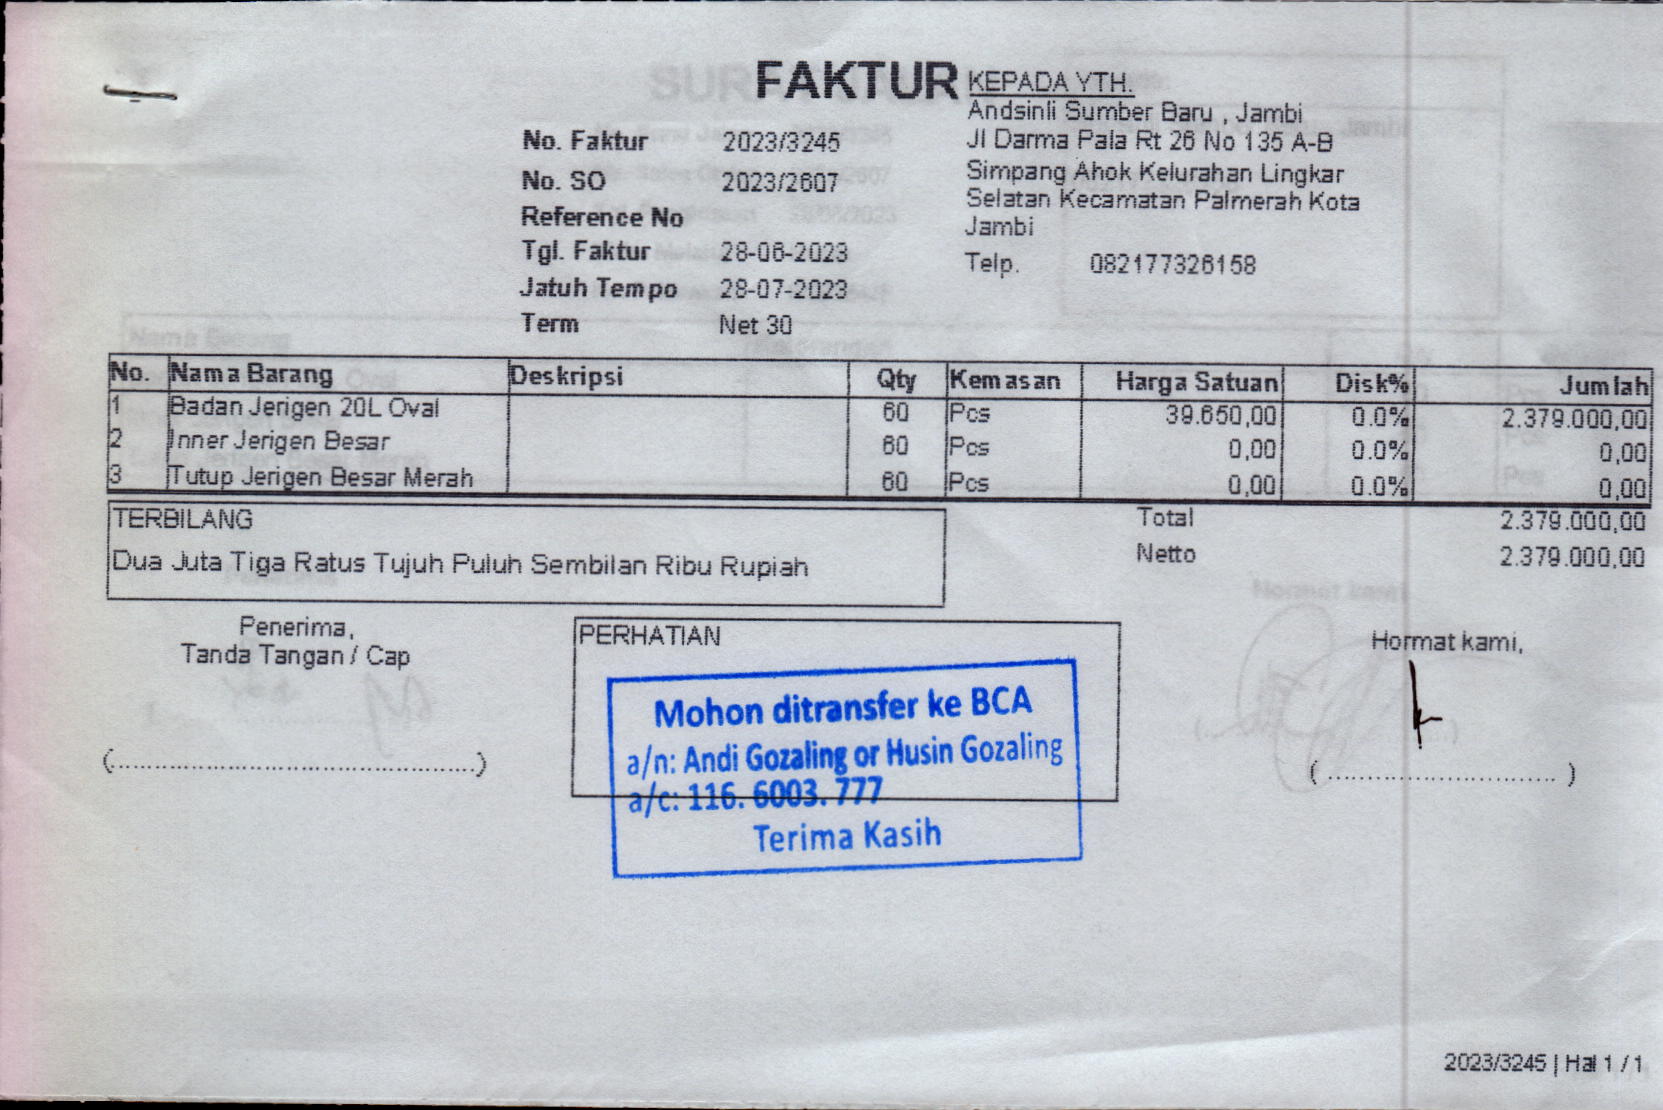 FAKTUR
No. Faktur 2023/3245
No. SO 2023/2607
Reference No
Tgl. Faktur 28-06-2023
Jatuh Tempo 28-07-2023
Term Net 30
KEPADA YTH.
Andsinli Sumber Baru , Jambi
Jl Darma Pala Rt 26 No 135 A-B
Simpang Ahok Kelurahan Lingkar
Selatan Kecamatan Palmerah Kota
Jambi
Telp. 082177326158
No. Nama Barang Deskripsi Qty Kemasan Harga Satuan Disk% Jumlah
1 Badan Jerigen 20L Oval 60 Pcs 39.650,00 0.0% 2.379.000,00
2 Inner Jerigen Besar 60 Pcs 0,00 0.0% 0,00
3 Tutup Jerigen Besar Merah 60 Pcs 0,00 0.0% 0,00
TERBILANG
Dua Juta Tiga Ratus Tujuh Puluh Sembilan Ribu Rupiah
Total 2.379.000,00
Netto 2.379.000,00
Penerima,
Tanda Tangan / Cap
(................................................)
PERHATIAN
Mohon ditransfer ke BCA
a/n: Andi Gozaling or Husin Gozaling
a/c: 116. 6003. 777
Terima Kasih
Hormat kami,
( ............................. )
2023/3245 | Hal 1 / 1